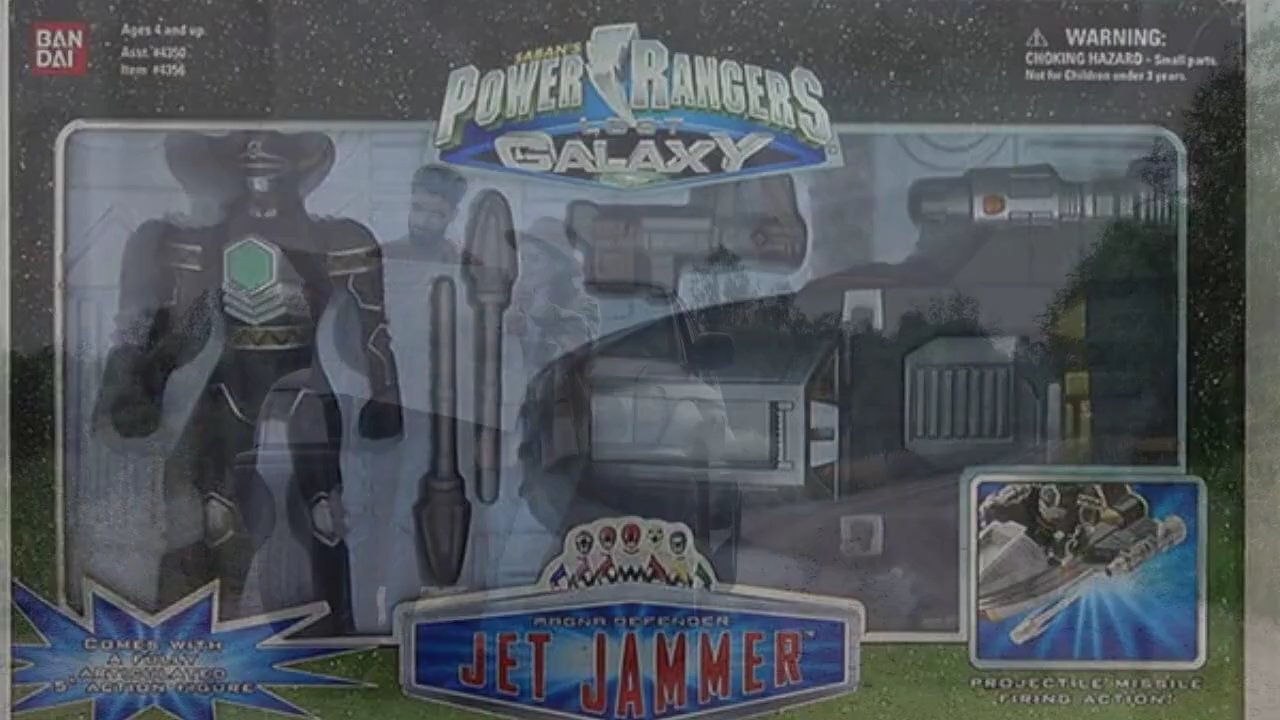 BAN
DAI
Ages 4 and up
Asst. #4350
Item #4356
WARNING:
CHOKING HAZARD - Small parts.
Not for Children under 3 years.
SABAN'S
POWER RANGERS
LOST
GALAXY
COMES WITH
A FULLY
ARTICULATED
5" ACTION FIGURE
MAGNA DEFENDER
JET JAMMER™
PROJECTILE MISSILE
FIRING ACTION!